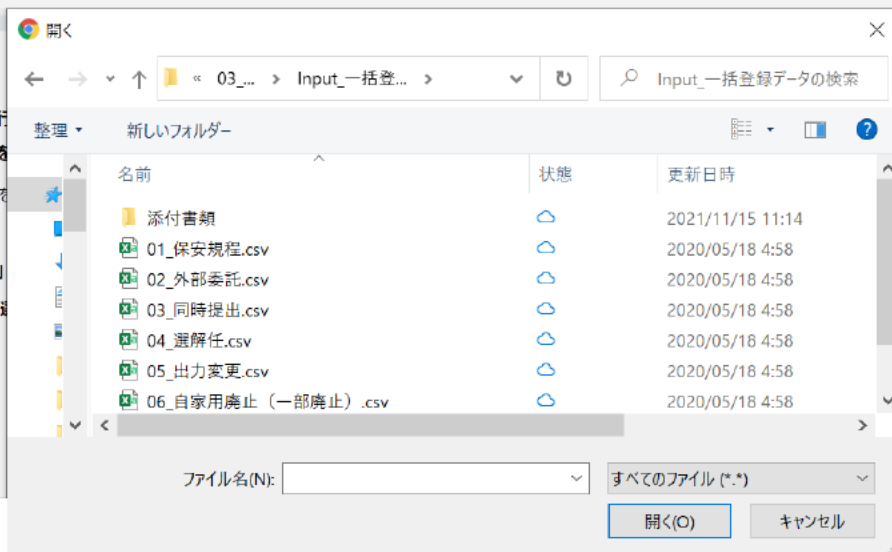 開く
« 03_... > Input_一括登... >
Input_一括登録データの検索
整理 新しいフォルダー
名前 状態 更新日時
添付書類 2021/11/15 11:14
01_保安規程.csv 2020/05/18 4:58
02_外部委託.csv 2020/05/18 4:58
03_同時提出.csv 2020/05/18 4:58
04_選解任.csv 2020/05/18 4:58
05_出力変更.csv 2020/05/18 4:58
06_自家用廃止（一部廃止）.csv 2020/05/18 4:58
ファイル名(N): すべてのファイル (*.*)
開く(O) キャンセル